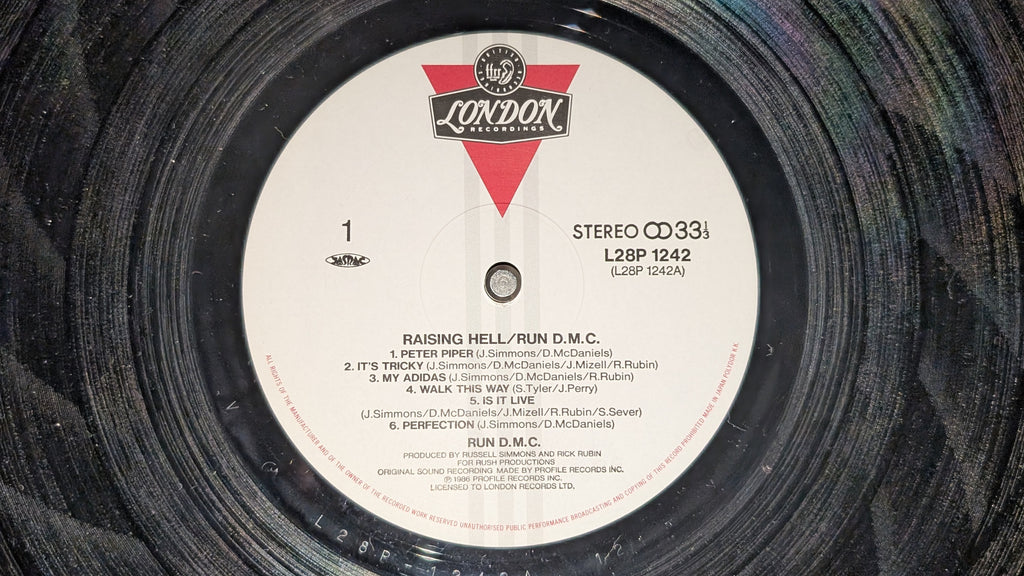 ffrr
LONDON
RECORDINGS
1
JASRAC
STEREO 33⅓
L28P 1242
(L28P 1242A)
RAISING HELL/RUN D.M.C.
1. PETER PIPER (J.Simmons/D.McDaniels)
2. IT'S TRICKY (J.Simmons/D.McDaniels/J.Mizell/R.Rubin)
3. MY ADIDAS (J.Simmons/D.McDaniels/R.Rubin)
4. WALK THIS WAY (S.Tyler/J.Perry)
5. IS IT LIVE
(J.Simmons/D.McDaniels/J.Mizell/R.Rubin/S.Sever)
6. PERFECTION (J.Simmons/D.McDaniels)
RUN D.M.C.
PRODUCED BY RUSSELL SIMMONS AND RICK RUBIN
FOR RUSH PRODUCTIONS
ORIGINAL SOUND RECORDING MADE BY PROFILE RECORDS INC.
℗ 1986 PROFILE RECORDS INC.
LICENSED TO LONDON RECORDS LTD.
ALL RIGHTS OF THE MANUFACTURER AND OF THE OWNER OF THE RECORDED WORK RESERVED UNAUTHORISED PUBLIC PERFORMANCE BROADCASTING AND COPYING OF THIS RECORD PROHIBITED MADE IN JAPAN POLYDOR K.K.
L28P-1242A